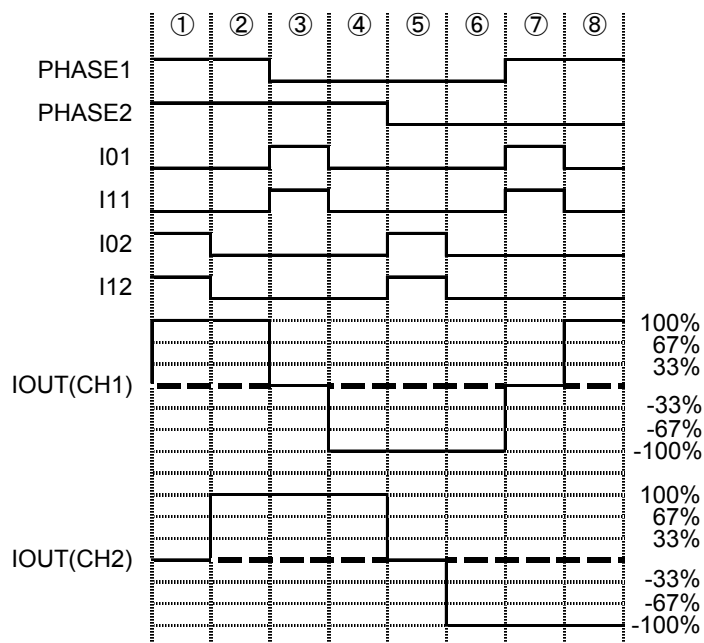 ① ② ③ ④ ⑤ ⑥ ⑦ ⑧
PHASE1
PHASE2
I01
I11
I02
I12
IOUT(CH1)
100%
67%
33%
-33%
-67%
-100%
IOUT(CH2)
100%
67%
33%
-33%
-67%
-100%